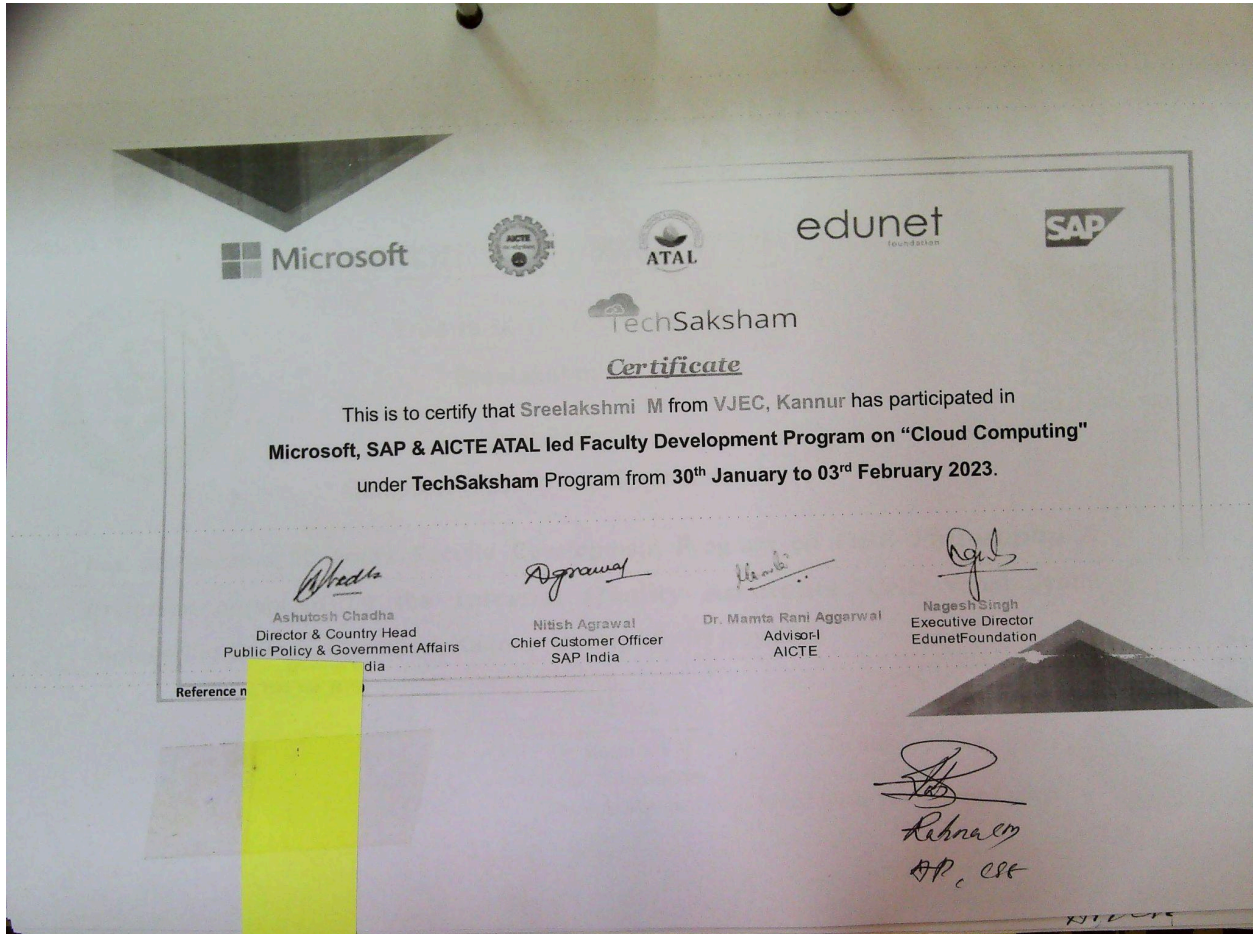 Microsoft
AICTE
ATAL
edunet
foundation
SAP
TechSaksham
Certificate
This is to certify that Sreelakshmi M from VJEC, Kannur has participated in
Microsoft, SAP & AICTE ATAL led Faculty Development Program on “Cloud Computing"
under TechSaksham Program from 30th January to 03rd February 2023.
Ashutosh Chadha
Director & Country Head
Public Policy & Government Affairs
dia
Nitish Agrawal
Chief Customer Officer
SAP India
Dr. Mamta Rani Aggarwal
Advisor-I
AICTE
Nagesh Singh
Executive Director
EdunetFoundation
Reference n
AP, CSE